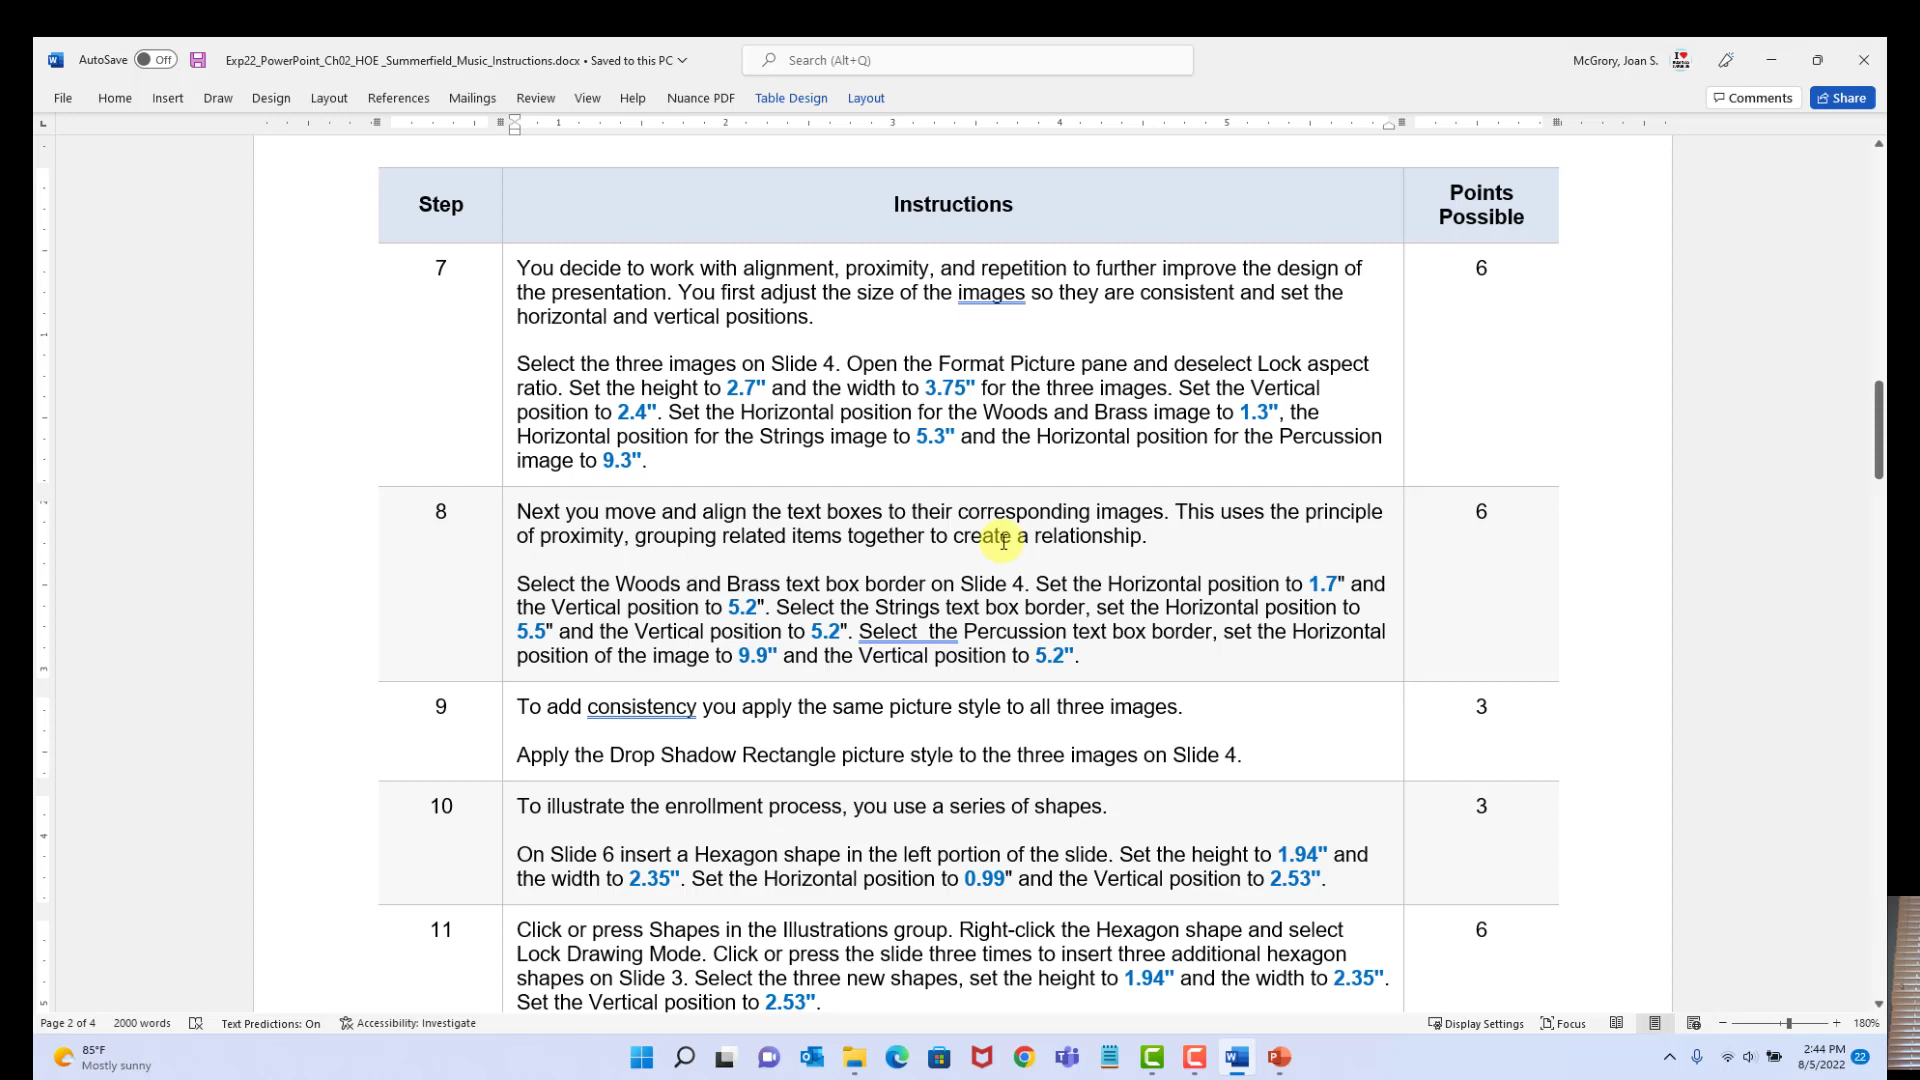 AutoSave Off Exp22_PowerPoint_Ch02_HOE _Summerfield_Music_Instructions.docx • Saved to this PC Search (Alt+Q) McGrory, Joan S.
File Home Insert Draw Design Layout References Mailings Review View Help Nuance PDF Table Design Layout Comments Share
1 2 3 4 5
Step Instructions Points Possible
7 You decide to work with alignment, proximity, and repetition to further improve the design of 6
the presentation. You first adjust the size of the images so they are consistent and set the
horizontal and vertical positions.
Select the three images on Slide 4. Open the Format Picture pane and deselect Lock aspect
ratio. Set the height to 2.7" and the width to 3.75" for the three images. Set the Vertical
position to 2.4". Set the Horizontal position for the Woods and Brass image to 1.3", the
Horizontal position for the Strings image to 5.3" and the Horizontal position for the Percussion
image to 9.3".
8 Next you move and align the text boxes to their corresponding images. This uses the principle 6
of proximity, grouping related items together to create a relationship.
Select the Woods and Brass text box border on Slide 4. Set the Horizontal position to 1.7" and
the Vertical position to 5.2". Select the Strings text box border, set the Horizontal position to
5.5" and the Vertical position to 5.2". Select  the Percussion text box border, set the Horizontal
position of the image to 9.9" and the Vertical position to 5.2".
9 To add consistency you apply the same picture style to all three images. 3
Apply the Drop Shadow Rectangle picture style to the three images on Slide 4.
10 To illustrate the enrollment process, you use a series of shapes. 3
On Slide 6 insert a Hexagon shape in the left portion of the slide. Set the height to 1.94" and
the width to 2.35". Set the Horizontal position to 0.99" and the Vertical position to 2.53".
11 Click or press Shapes in the Illustrations group. Right-click the Hexagon shape and select 6
Lock Drawing Mode. Click or press the slide three times to insert three additional hexagon
shapes on Slide 3. Select the three new shapes, set the height to 1.94" and the width to 2.35".
Set the Vertical position to 2.53".
Page 2 of 4 2000 words Text Predictions: On Accessibility: Investigate Display Settings Focus 180%
85°F
Mostly sunny
2:44 PM
8/5/2022
22